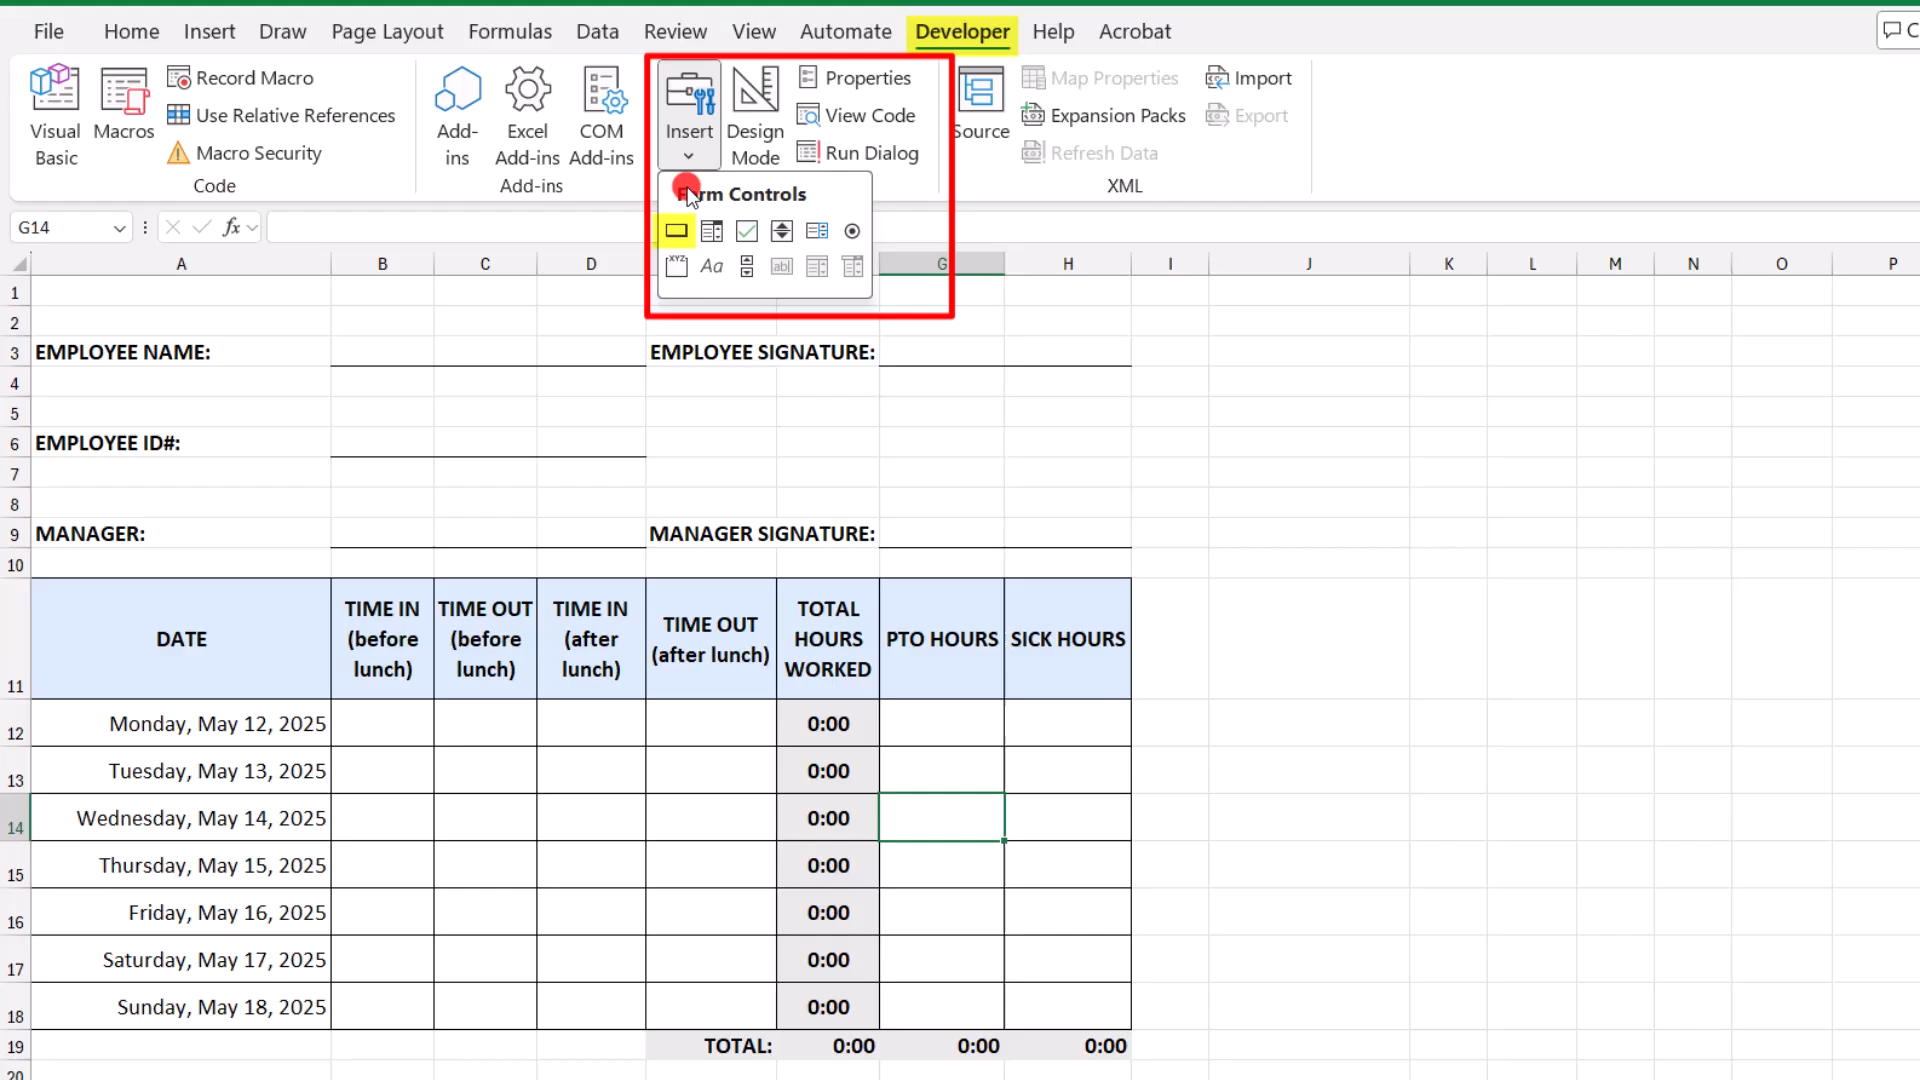 File Home Insert Draw Page Layout Formulas Data Review View Automate Developer Help Acrobat
Visual Basic
Macros
Record Macro
Use Relative References
Macro Security
Code
Add-ins
Excel Add-ins
COM Add-ins
Add-ins
Insert
Design Mode
Properties
View Code
Run Dialog
Source
Map Properties
Expansion Packs
Refresh Data
Import
Export
XML
Controls
XYZ Aa ab|
G14
fx
A B C D G H I J K L M N O P
1
2
3 EMPLOYEE NAME: EMPLOYEE SIGNATURE:
4
5
6 EMPLOYEE ID#:
7
8
9 MANAGER: MANAGER SIGNATURE:
10
11 DATE TIME IN (before lunch) TIME OUT (before lunch) TIME IN (after lunch) TIME OUT (after lunch) TOTAL HOURS WORKED PTO HOURS SICK HOURS
12 Monday, May 12, 2025 0:00
13 Tuesday, May 13, 2025 0:00
14 Wednesday, May 14, 2025 0:00
15 Thursday, May 15, 2025 0:00
16 Friday, May 16, 2025 0:00
17 Saturday, May 17, 2025 0:00
18 Sunday, May 18, 2025 0:00
19 TOTAL: 0:00 0:00 0:00
20